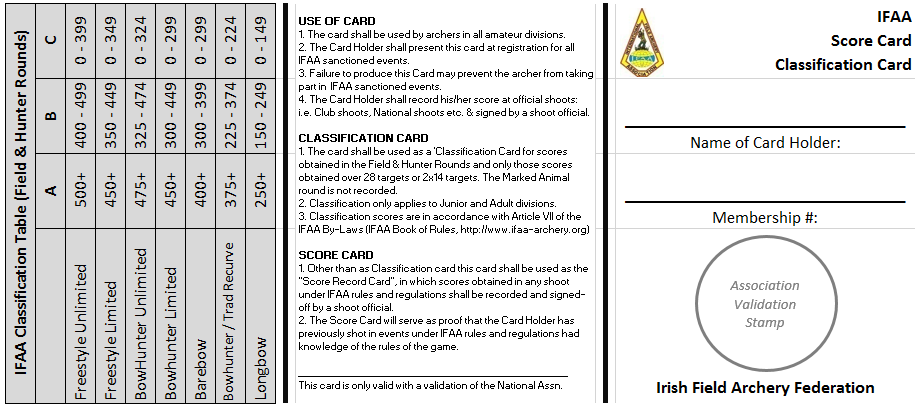 IFAA Classification Table (Field & Hunter Rounds)
A B C
Freestyle Unlimited 500+ 400 - 499 0 - 399
Freestyle Limited 450+ 350 - 449 0 - 349
BowHunter Unlimited 475+ 325 - 474 0 - 324
Bowhunter Limited 450+ 300 - 449 0 - 299
Barebow 400+ 300 - 399 0 - 299
Bowhunter / Trad Recurve 375+ 225 - 374 0 - 224
Longbow 250+ 150 - 249 0 - 149
USE OF CARD
1. The card shall be used by archers in all amateur divisions.
2. The Card Holder shall present this card at registration for all
IFAA sanctioned events.
3. Failure to produce this Card may prevent the archer from taking
part in IFAA sanctioned events.
4. The Card Holder shall record his/her score at official shoots:
i.e. Club shoots, National shoots etc. & signed by a shoot official.
CLASSIFICATION CARD
1. The card shall be used as a 'Classification Card for scores
obtained in the Field & Hunter Rounds and only those scores
obtained over 28 targets or 2x14 targets. The Marked Animal
round is not recorded.
2. Classification only applies to Junior and Adult divisions.
3. Classification scores are in accordance with Article VII of the
IFAA By-Laws (IFAA Book of Rules, http://www.ifaa-archery.org)
SCORE CARD
1. Other than as Classification card this card shall be used as the
"Score Record Card", in which scores obtained in any shoot
under IFAA rules and regulations shall be recorded and signed-
off by a shoot official.
2. The Score Card will serve as proof that the Card Holder has
previously shot in events under IFAA rules and regulations had
knowledge of the rules of the game.
This card is only valid with a validation of the National Assn.
IFAA
IFAA
Score Card
Classification Card
Name of Card Holder:
Membership #:
Association
Validation
Stamp
Irish Field Archery Federation